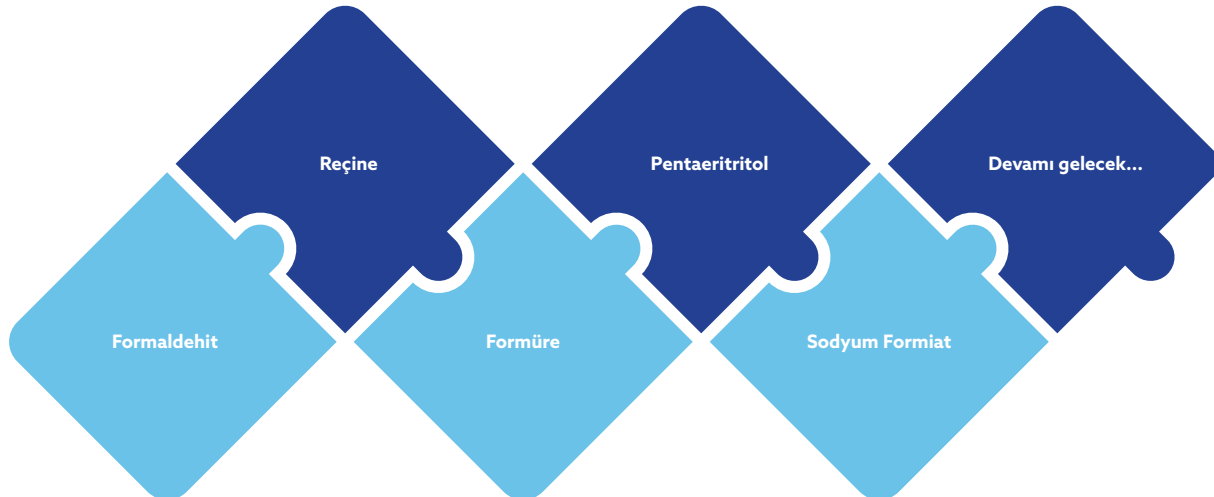 Reçine
Pentaeritritol
Devamı gelecek...
Formaldehit
Formüre
Sodyum Formiat